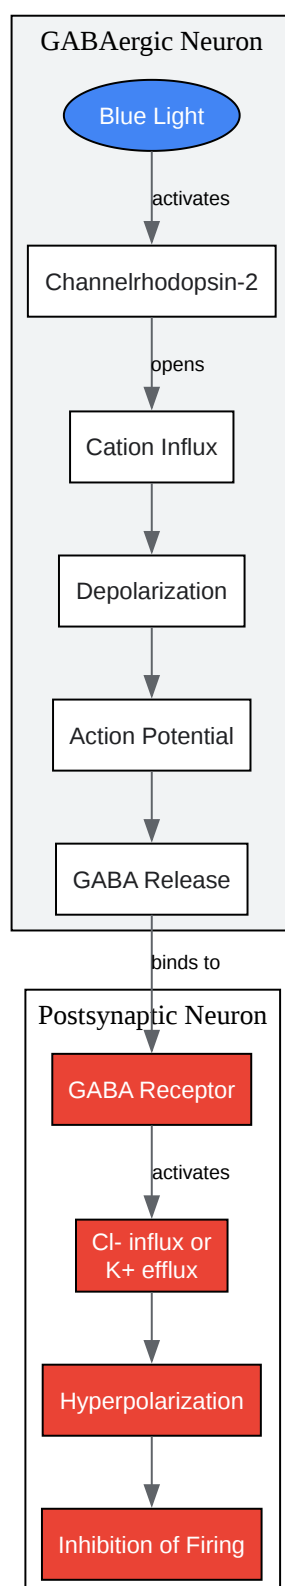 GABAergic Neuron
Blue Light
activates
Channelrhodopsin-2
opens
Cation Influx
Depolarization
Action Potential
GABA Release
binds to
Postsynaptic Neuron
GABA Receptor
activates
Cl- influx or
K+ efflux
Hyperpolarization
Inhibition of Firing